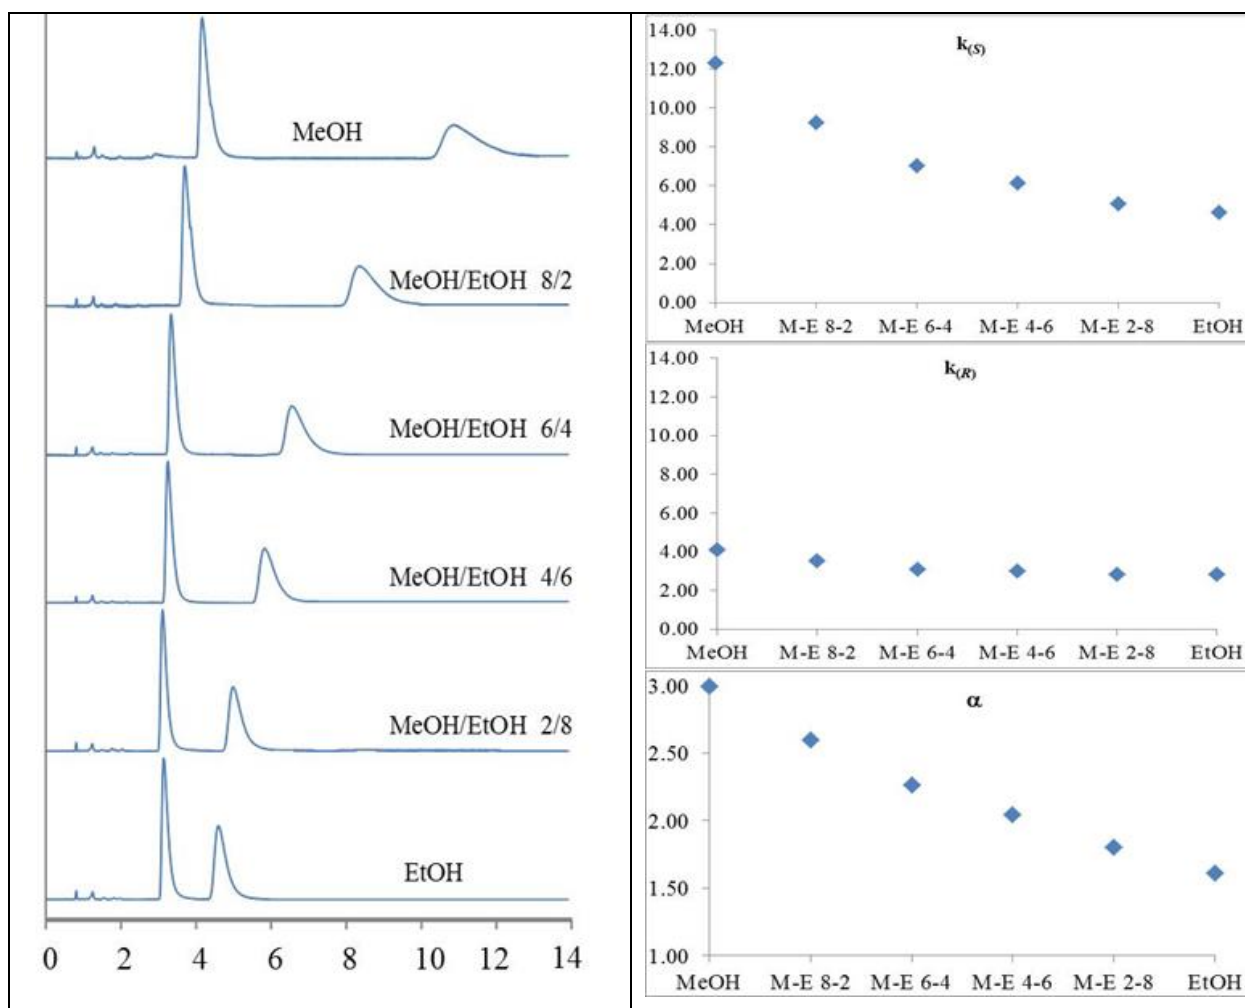 MeOH
MeOH/EtOH 8/2
MeOH/EtOH 6/4
MeOH/EtOH 4/6
MeOH/EtOH 2/8
EtOH
0 2 4 6 8 10 12 14
k(S)
14.00
12.00
10.00
8.00
6.00
4.00
2.00
0.00
MeOH M-E 8-2 M-E 6-4 M-E 4-6 M-E 2-8 EtOH
k(R)
14.00
12.00
10.00
8.00
6.00
4.00
2.00
0.00
MeOH M-E 8-2 M-E 6-4 M-E 4-6 M-E 2-8 EtOH
α
3.00
2.50
2.00
1.50
1.00
MeOH M-E 8-2 M-E 6-4 M-E 4-6 M-E 2-8 EtOH